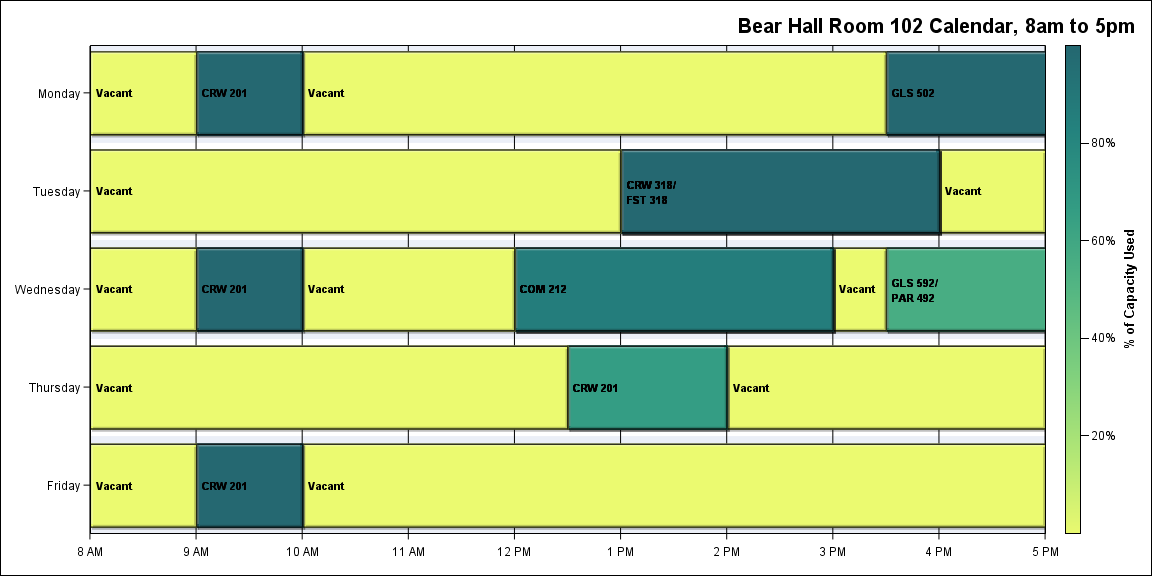 Bear Hall Room 102 Calendar, 8am to 5pm
Monday
Vacant
CRW 201
Vacant
GLS 502
Tuesday
Vacant
CRW 318/
FST 318
Vacant
Wednesday
Vacant
CRW 201
Vacant
COM 212
Vacant
GLS 592/
PAR 492
Thursday
Vacant
CRW 201
Vacant
Friday
Vacant
CRW 201
Vacant
8 AM
9 AM
10 AM
11 AM
12 PM
1 PM
2 PM
3 PM
4 PM
5 PM
80%
60%
40%
20%
% of Capacity Used